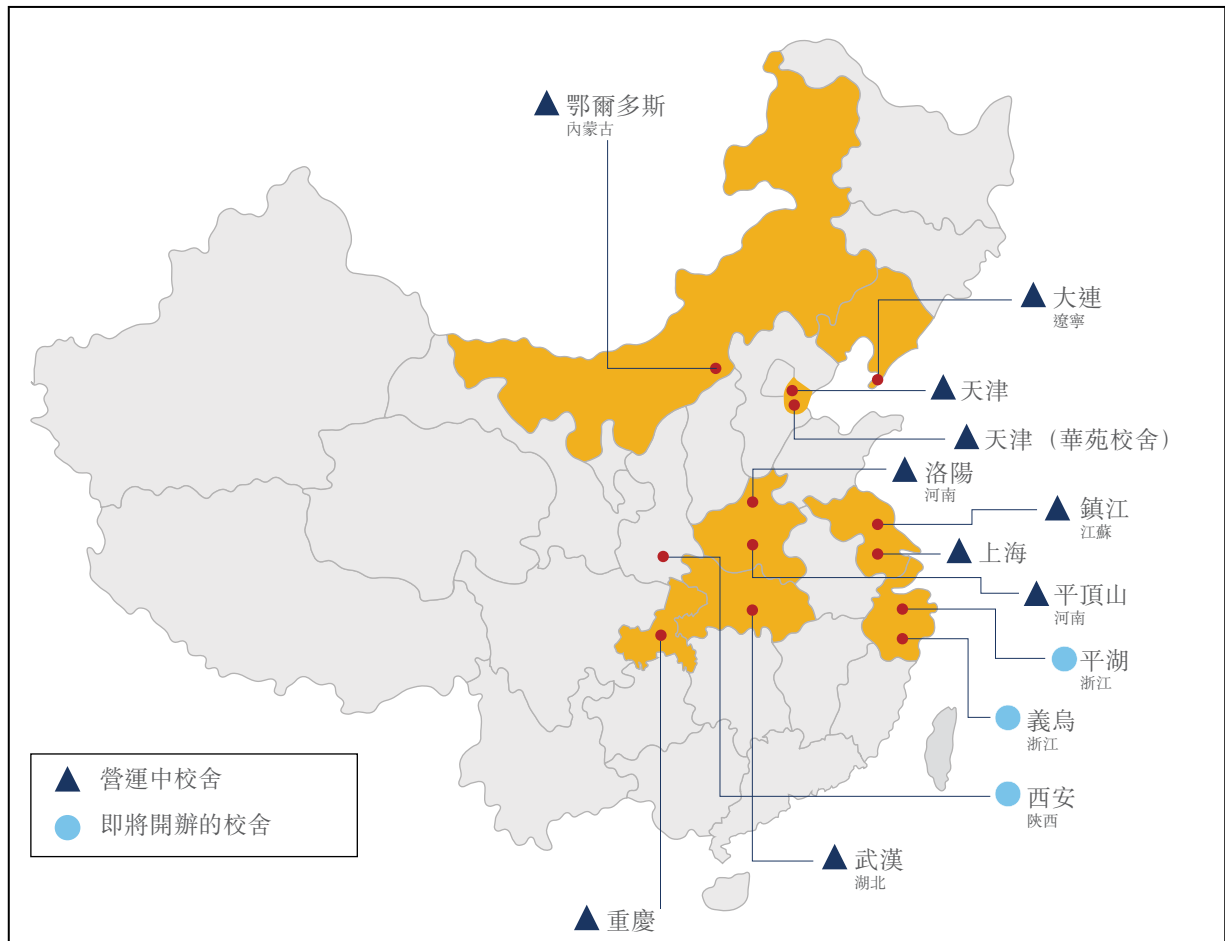 鄂爾多斯
內蒙古
大連
遼寧
天津
天津（華苑校舍）
洛陽
河南
鎮江
江蘇
上海
平頂山
河南
平湖
浙江
義烏
浙江
西安
陝西
武漢
湖北
重慶
營運中校舍
即將開辦的校舍